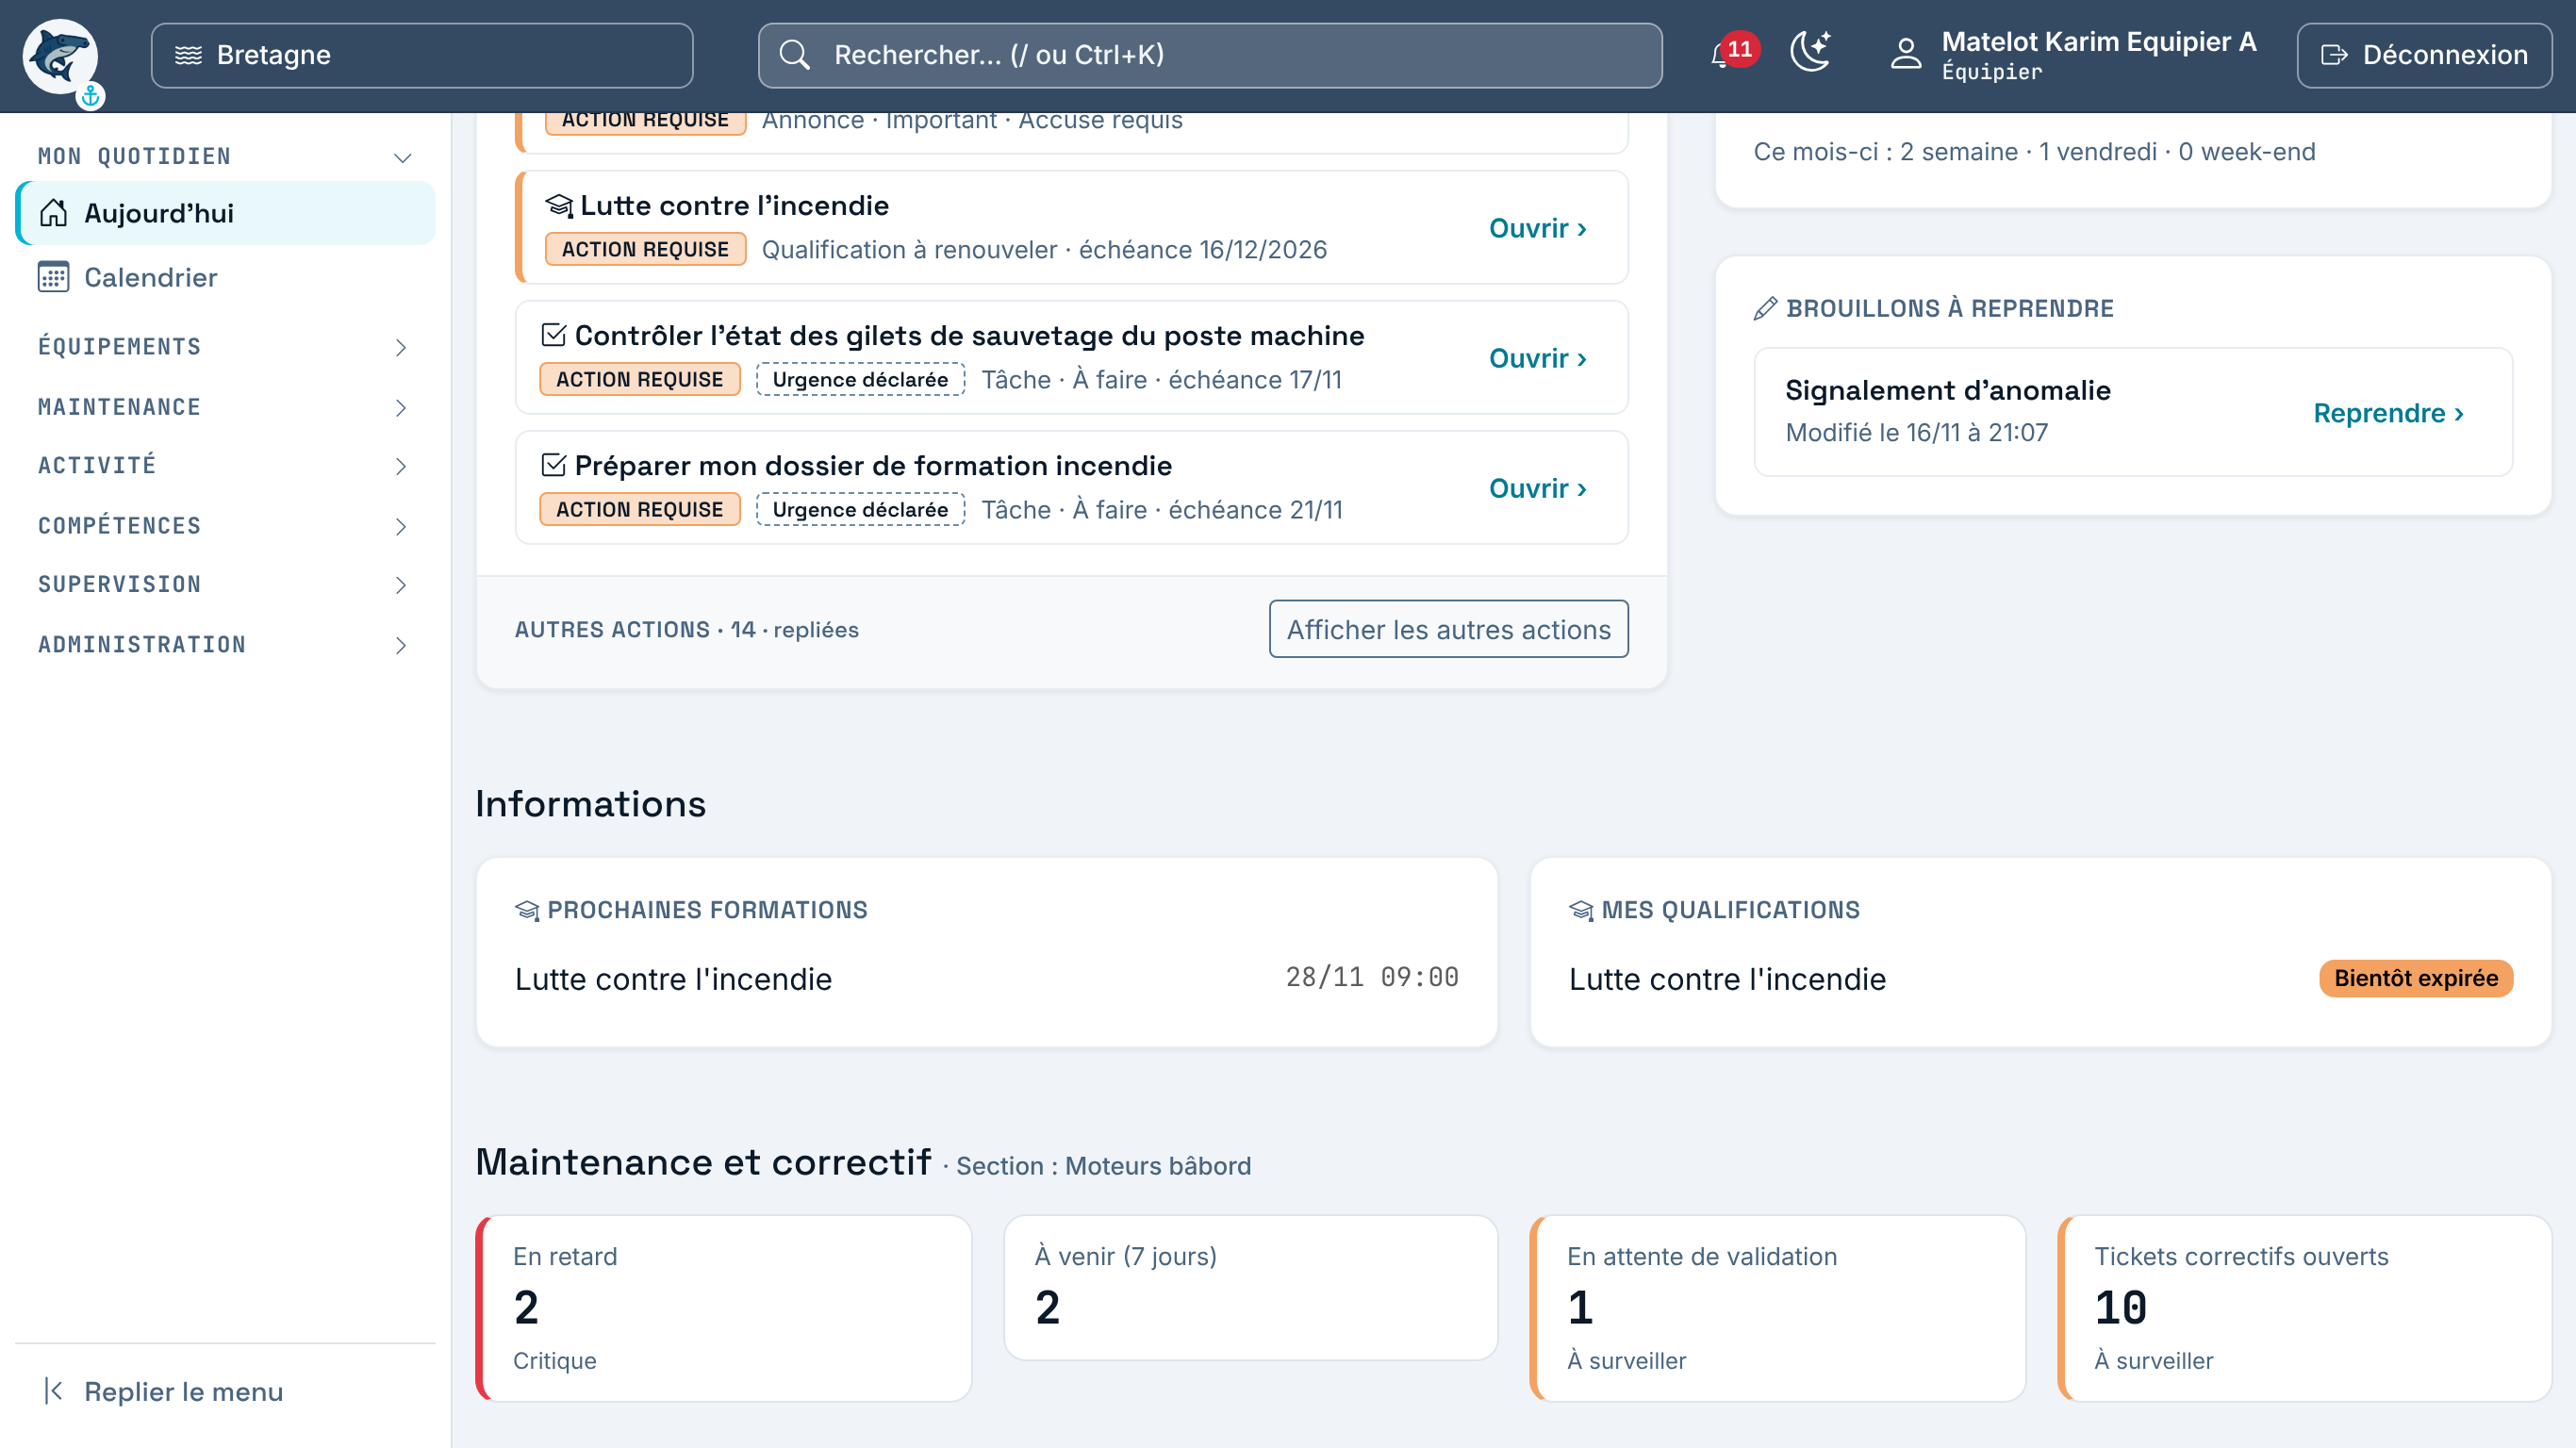 Bretagne
Rechercher... (/ ou Ctrl+K)
11
Matelot Karim Equipier A
Équipier
Déconnexion
MON QUOTIDIEN
Aujourd’hui
Calendrier
ÉQUIPEMENTS
MAINTENANCE
ACTIVITÉ
COMPÉTENCES
SUPERVISION
ADMINISTRATION
Replier le menu
ACTION REQUISE Annonce · Important · Accusé requis
Lutte contre l’incendie
ACTION REQUISE Qualification à renouveler · échéance 16/12/2026
Ouvrir ›
Contrôler l’état des gilets de sauvetage du poste machine
ACTION REQUISE Urgence déclarée Tâche · À faire · échéance 17/11
Ouvrir ›
Préparer mon dossier de formation incendie
ACTION REQUISE Urgence déclarée Tâche · À faire · échéance 21/11
Ouvrir ›
AUTRES ACTIONS · 14 · repliées
Afficher les autres actions
Ce mois-ci : 2 semaine · 1 vendredi · 0 week-end
BROUILLONS À REPRENDRE
Signalement d’anomalie
Modifié le 16/11 à 21:07
Reprendre ›
Informations
PROCHAINES FORMATIONS
Lutte contre l'incendie 28/11 09:00
MES QUALIFICATIONS
Lutte contre l'incendie Bientôt expirée
Maintenance et correctif · Section : Moteurs bâbord
En retard
2
Critique
À venir (7 jours)
2
En attente de validation
1
À surveiller
Tickets correctifs ouverts
10
À surveiller